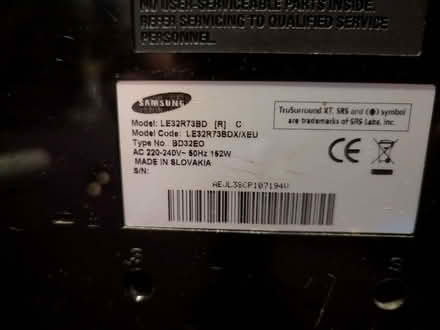 NO USER-SERVICEABLE PARTS INSIDE.
REFER SERVICING TO QUALIFIED SERVICE
PERSONNEL.
SAMSUNG
Model: LE32R73BD [R] C
Model Code: LE32R73BDX/XEU
Type No. BD32EO
AC 220-240V~ 50Hz 152W
MADE IN SLOVAKIA
S/N:
AEJL3SCP107194U
TruSurround XT, SRS and (●) symbol
are trademarks of SRS Labs, Inc.
CE
S
S